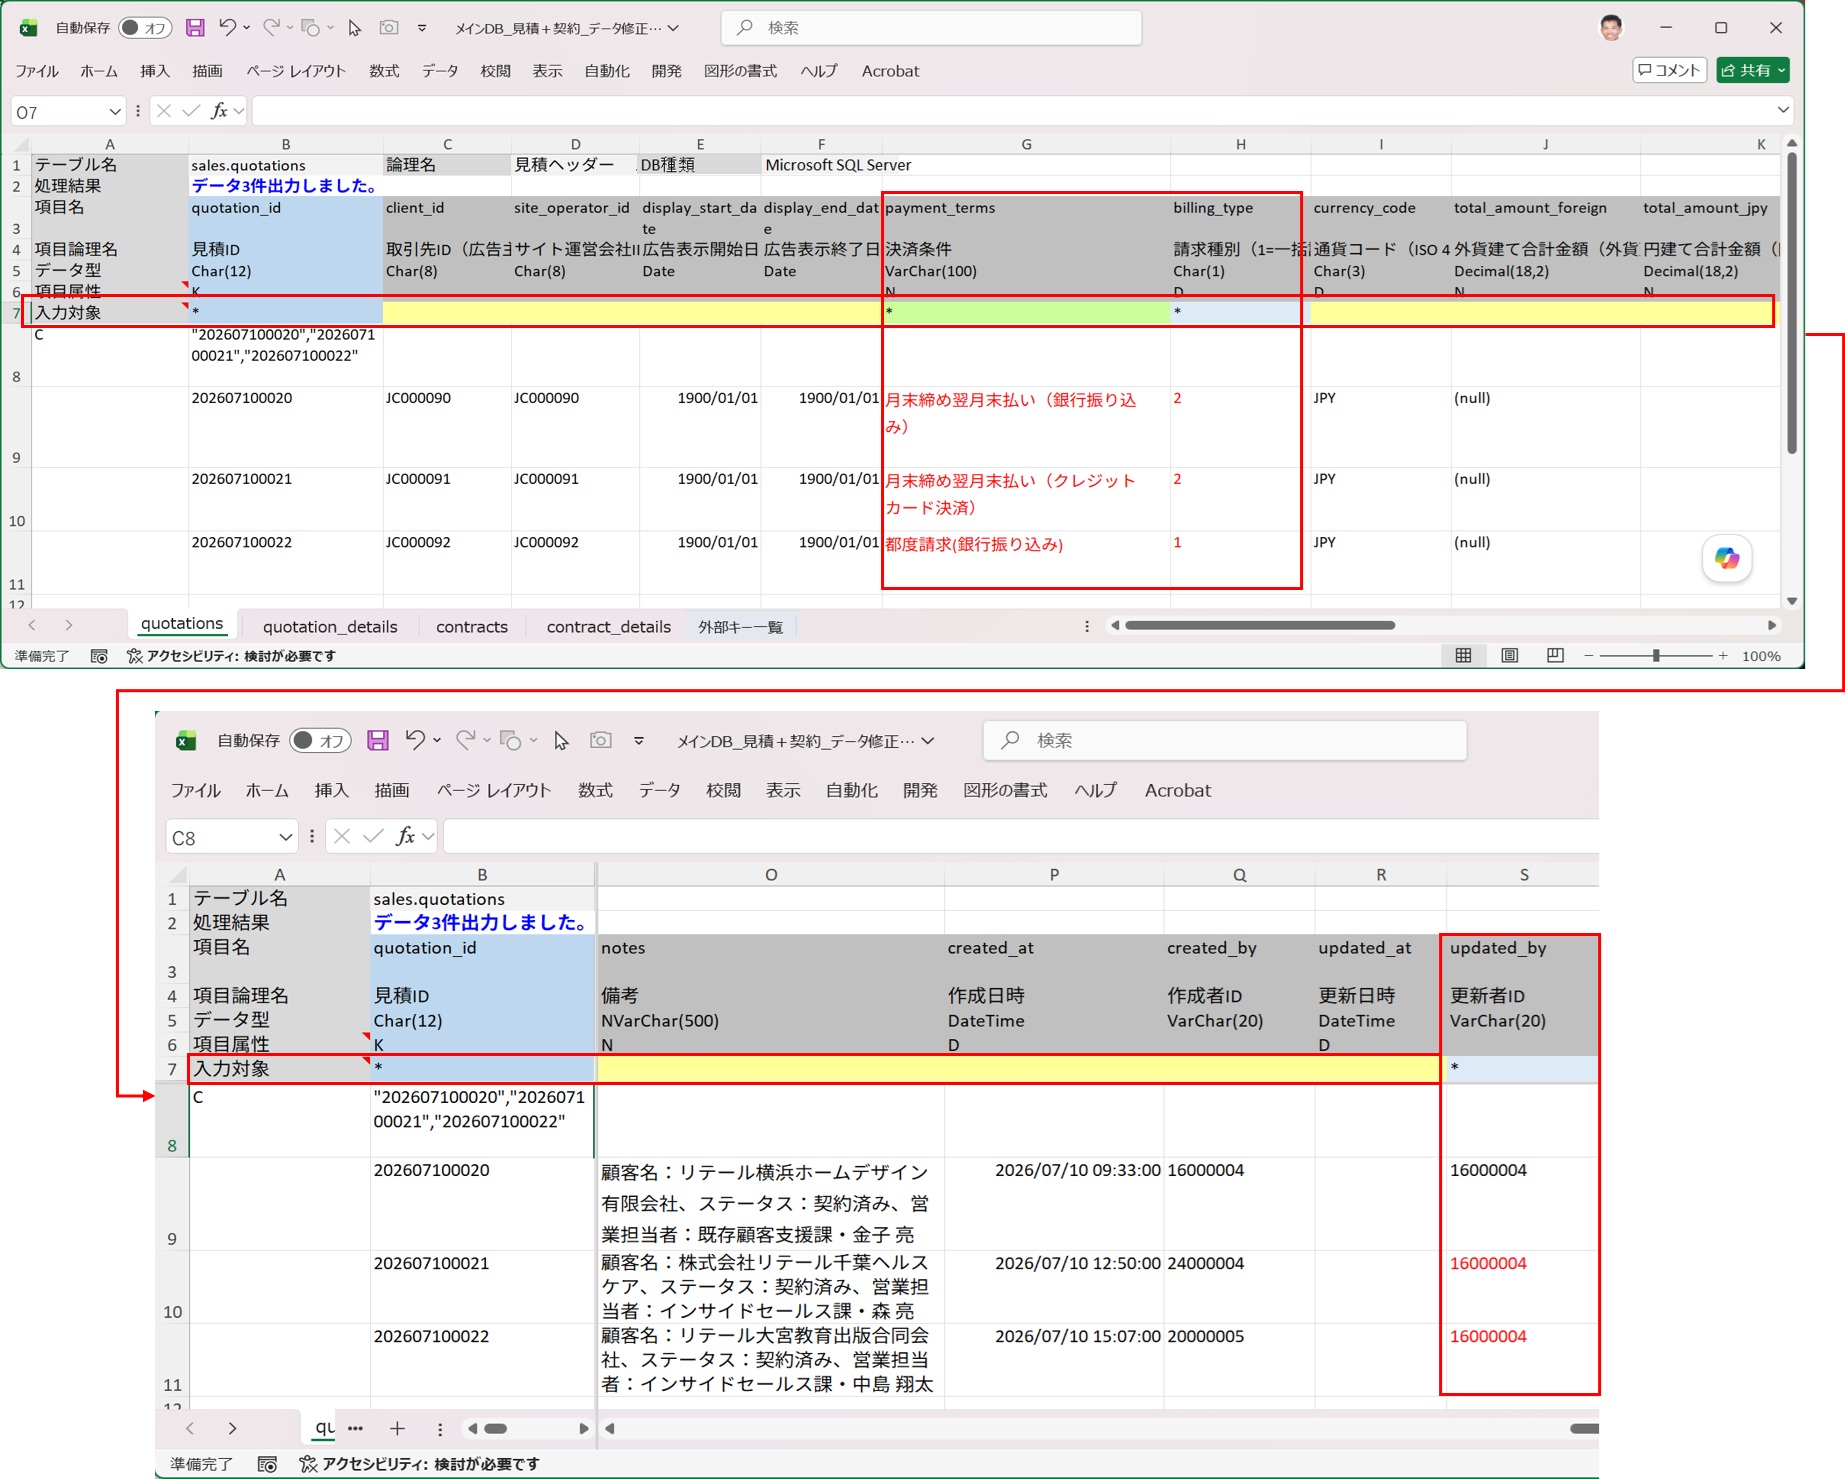 自動保存 オフ メインDB_見積＋契約_データ修正… 検索
ファイル ホーム 挿入 描画 ページ レイアウト 数式 データ 校閲 表示 自動化 開発 図形の書式 ヘルプ Acrobat コメント 共有
O7 fx
A B C D E F G H I J K
1 テーブル名 sales.quotations 論理名 見積ヘッダー DB種類 Microsoft SQL Server
2 処理結果 データ3件出力しました。
3 項目名 quotation_id client_id site_operator_id display_start_date display_end_date payment_terms billing_type currency_code total_amount_foreign total_amount_jpy
4 項目論理名 見積ID 取引先ID（広告主 サイト運営会社ID 広告表示開始日 広告表示終了日 決済条件 請求種別（1=一括 通貨コード（ISO 4 外貨建て合計金額（外貨 円建て合計金額（
5 データ型 Char(12) Char(8) Char(8) Date Date VarChar(100) Char(1) Char(3) Decimal(18,2) Decimal(18,2)
6 項目属性 K N D D N N
7 入力対象 * * *
8 C "202607100020","202607100021","202607100022"
9 202607100020 JC000090 JC000090 1900/01/01 1900/01/01 月末締め翌月末払い（銀行振り込み） 2 JPY (null)
10 202607100021 JC000091 JC000091 1900/01/01 1900/01/01 月末締め翌月末払い（クレジットカード決済） 2 JPY (null)
11 202607100022 JC000092 JC000092 1900/01/01 1900/01/01 都度請求(銀行振り込み) 1 JPY (null)
12
quotations quotation_details contracts contract_details 外部キー一覧
準備完了 アクセシビリティ: 検討が必要です 100%
自動保存 オフ メインDB_見積＋契約_データ修正… 検索
ファイル ホーム 挿入 描画 ページ レイアウト 数式 データ 校閲 表示 自動化 開発 図形の書式 ヘルプ Acrobat
C8 fx
A B O P Q R S
1 テーブル名 sales.quotations
2 処理結果 データ3件出力しました。
3 項目名 quotation_id notes created_at created_by updated_at updated_by
4 項目論理名 見積ID 備考 作成日時 作成者ID 更新日時 更新者ID
5 データ型 Char(12) NVarChar(500) DateTime VarChar(20) DateTime VarChar(20)
6 項目属性 K N D D
7 入力対象 * *
8 C "202607100020","202607100021","202607100022"
9 202607100020 顧客名：リテール横浜ホームデザイン有限会社、ステータス：契約済み、営業担当者：既存顧客支援課・金子 亮 2026/07/10 09:33:00 16000004 16000004
10 202607100021 顧客名：株式会社リテール千葉ヘルスケア、ステータス：契約済み、営業担当者：インサイドセールス課・森 亮 2026/07/10 12:50:00 24000004 16000004
11 202607100022 顧客名：リテール大宮教育出版合同会社、ステータス：契約済み、営業担当者：インサイドセールス課・中島 翔太 2026/07/10 15:07:00 20000005 16000004
12
qu
準備完了 アクセシビリティ: 検討が必要です